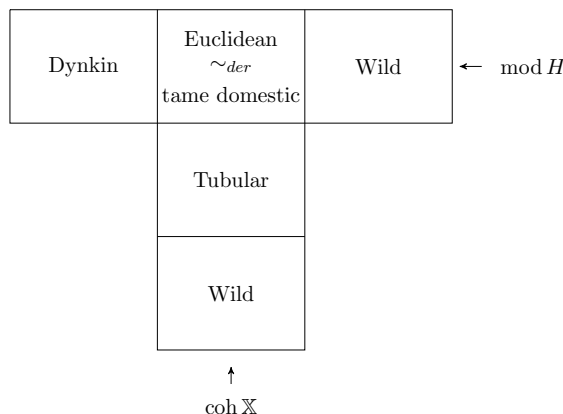 Dynkin
Euclidean
∼der
tame domestic
Wild
← mod H
Tubular
Wild
↑
coh 𝕏